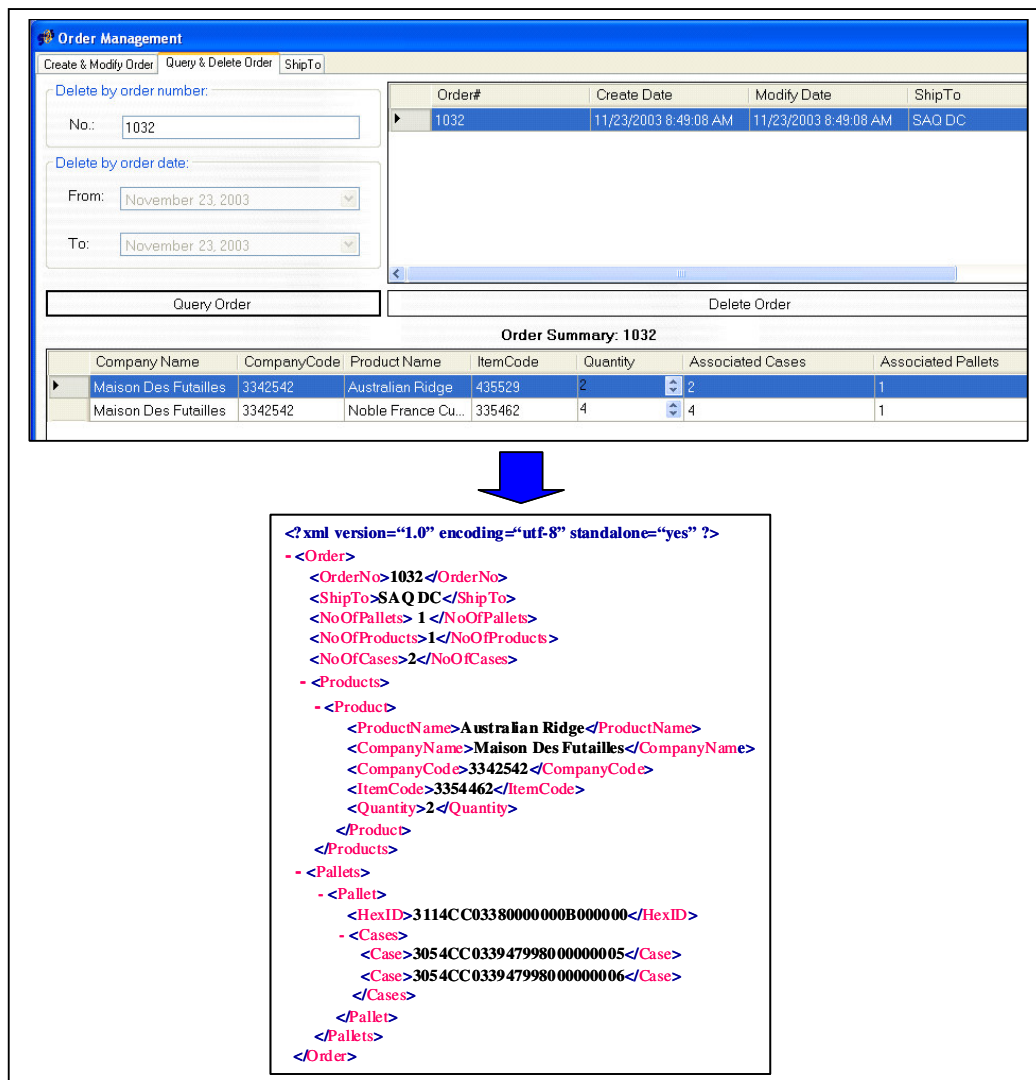 Order Management
Create & Modify Order Query & Delete Order ShipTo
Delete by order number:
No.: 1032
Delete by order date:
From: November 23, 2003
To: November 23, 2003
Order# Create Date Modify Date ShipTo
1032 11/23/2003 8:49:08 AM 11/23/2003 8:49:08 AM SAQ DC
Query Order Delete Order
Order Summary: 1032
Company Name CompanyCode Product Name ItemCode Quantity Associated Cases Associated Pallets
Maison Des Futailles 3342542 Australian Ridge 435529 2 2 1
Maison Des Futailles 3342542 Noble France Cu... 335462 4 4 1
<?xml version=“1.0” encoding=“utf-8” standalone=“yes” ?>
- <Order>
<OrderNo>1032</OrderNo>
<ShipTo>SAQ DC</ShipTo>
<NoOfPallets> 1 </NoOfPallets>
<NoOfProducts>1</NoOfProducts>
<NoOfCases>2</NoOfCases>
- <Products>
- <Product>
<ProductName>Australian Ridge</ProductName>
<CompanyName>Maison Des Futailles</CompanyName>
<CompanyCode>3342542</CompanyCode>
<ItemCode>3354462</ItemCode>
<Quantity>2</Quantity>
</Product>
</Products>
- <Pallets>
- <Pallet>
<HexID>3114CC03380000000B000000</HexID>
- <Cases>
<Case>3054CC033947998000000005</Case>
<Case>3054CC033947998000000006</Case>
</Cases>
</Pallet>
</Pallets>
</Order>